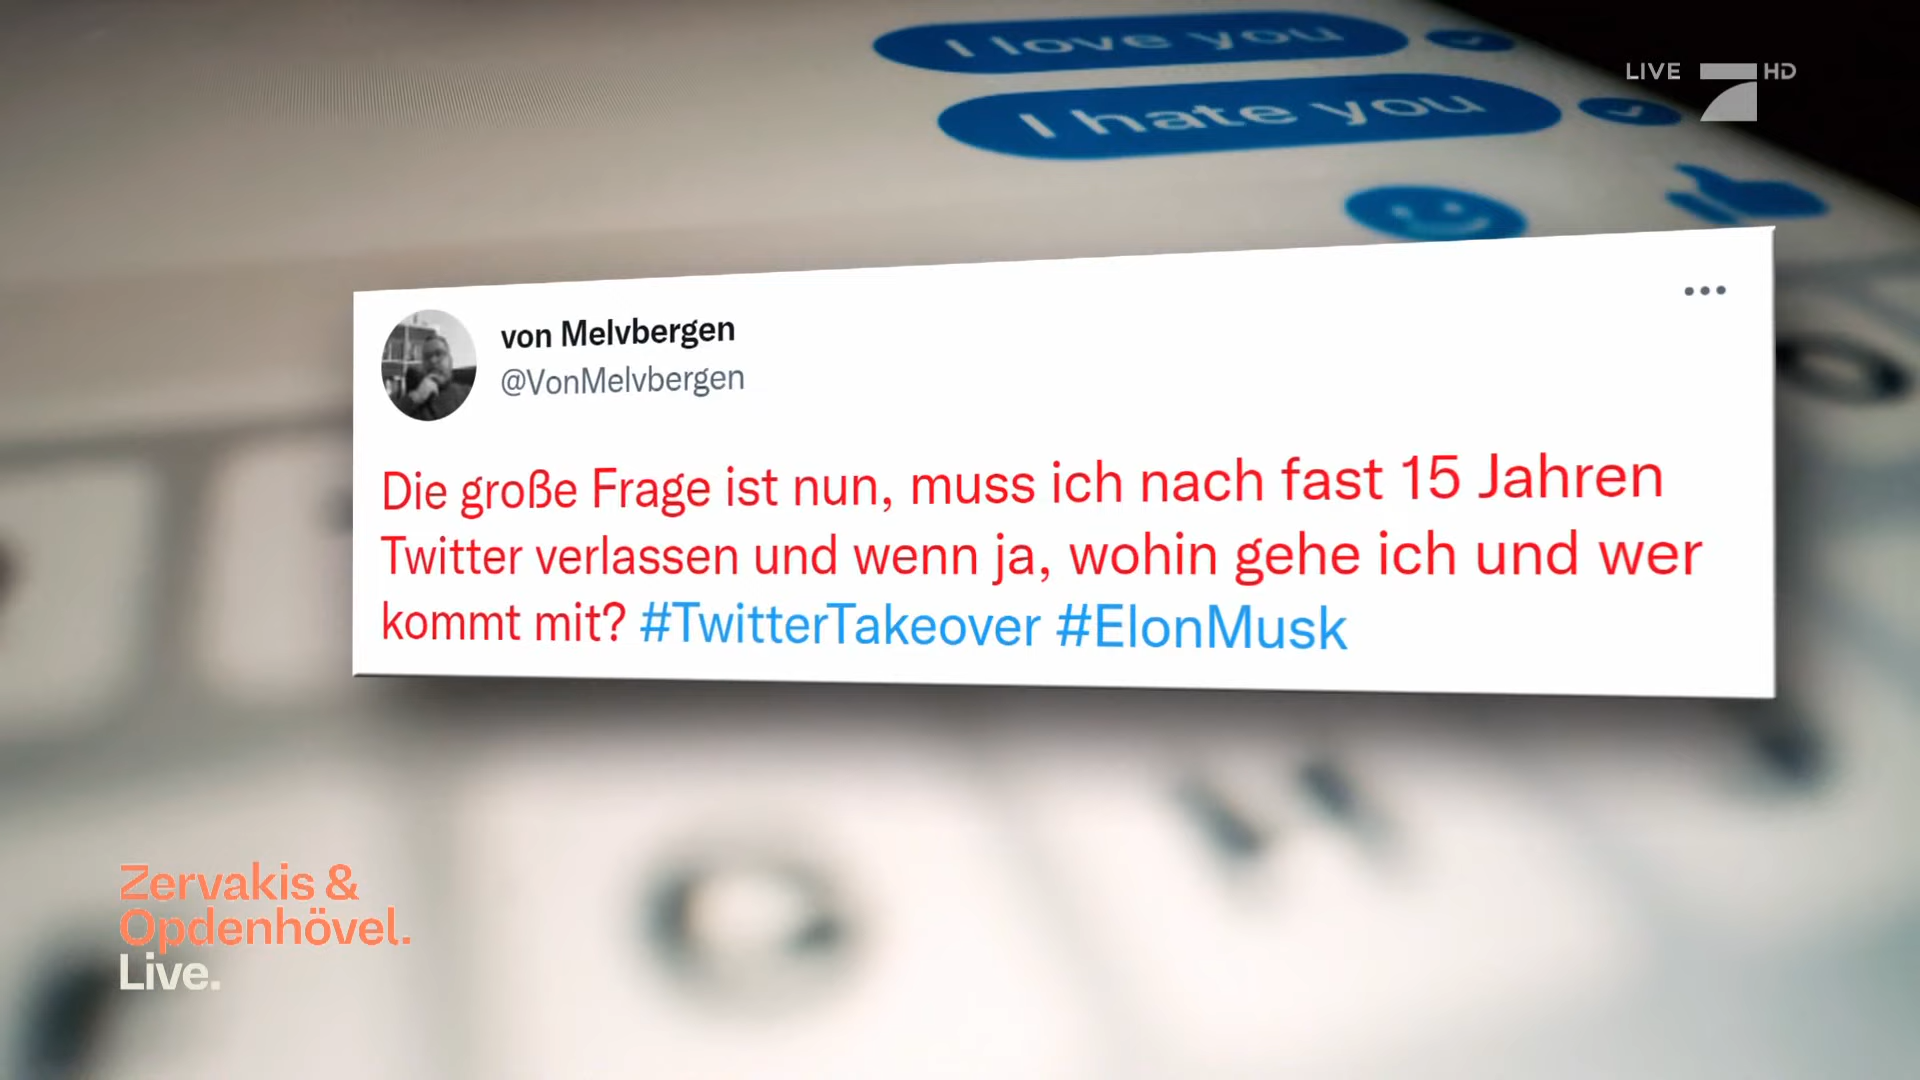 I love you
I hate you
LIVE HD
von Melvbergen
@VonMelvbergen
Die große Frage ist nun, muss ich nach fast 15 Jahren
Twitter verlassen und wenn ja, wohin gehe ich und wer
kommt mit? #TwitterTakeover #ElonMusk
Zervakis &
Opdenhövel.
Live.